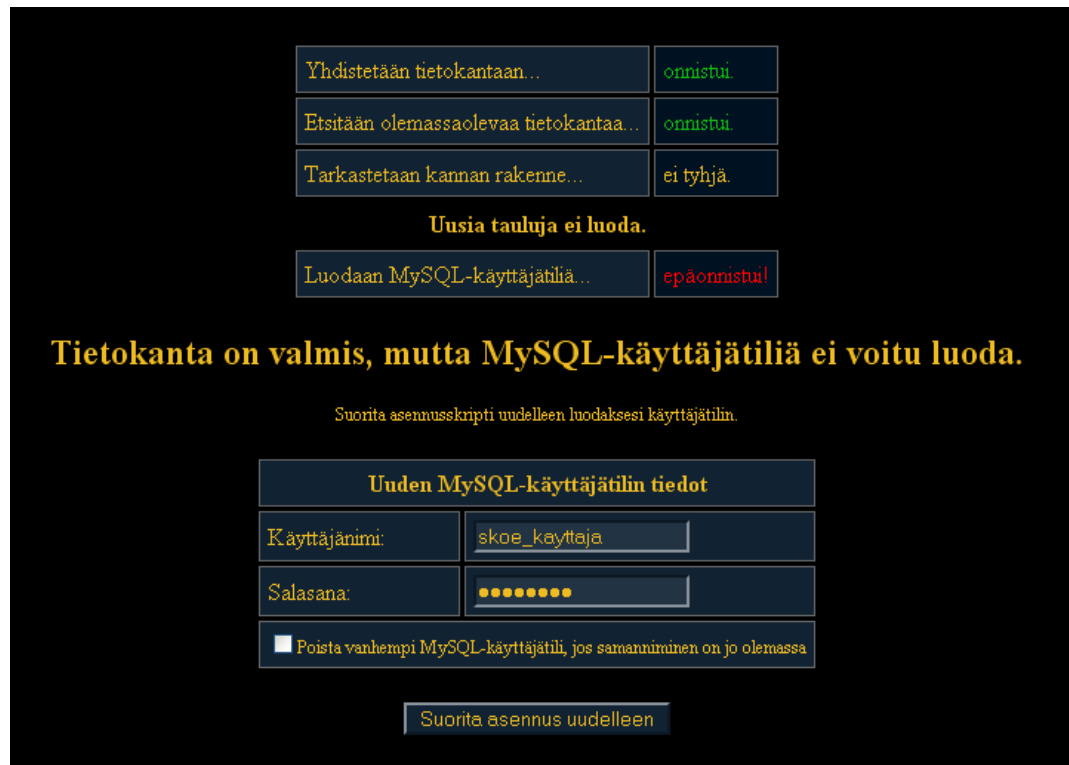 Yhdistetään tietokantaan... onnistui.
Etsitään olemassaolevaa tietokantaa... onnistui.
Tarkastetaan kannan rakenne... ei tyhjä.
Uusia tauluja ei luoda.
Luodaan MySQL-käyttäjätiliä... epäonnistui!
Tietokanta on valmis, mutta MySQL-käyttäjätiliä ei voitu luoda.
Suorita asennusskripti uudelleen luodaksesi käyttäjätilin.
Uuden MySQL-käyttäjätilin tiedot
Käyttäjänimi: skoe_kayttaja
Salasana: ●●●●●●●●
Poista vanhempi MySQL-käyttäjätili, jos samanniminen on jo olemassa
Suorita asennus uudelleen